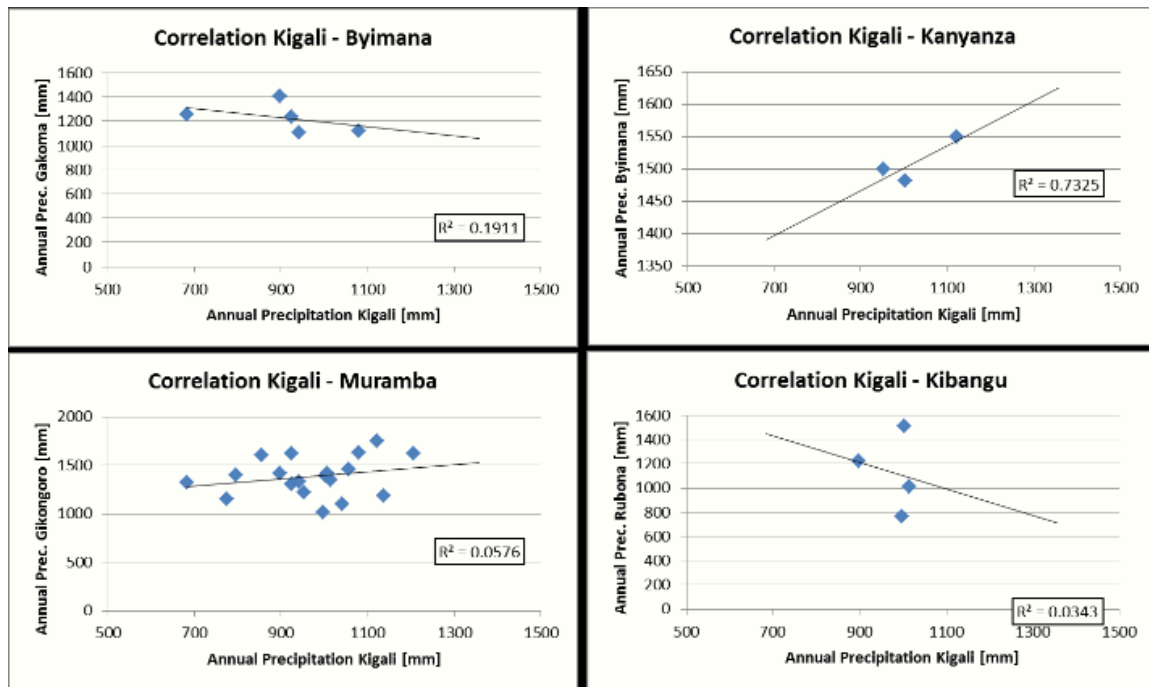 Correlation Kigali - Byimana
Annual Prec. Gakoma [mm]
1600
1400
1200
1000
800
600
400
200
0
R² = 0.1911
500 700 900 1100 1300 1500
Annual Precipitation Kigali [mm]
Correlation Kigali - Kanyanza
Annual Prec. Byimana [mm]
1650
1600
1550
1500
1450
1400
1350
R² = 0.7325
500 700 900 1100 1300 1500
Annual Precipitation Kigali [mm]
Correlation Kigali - Muramba
Annual Prec. Gikongoro [mm]
2000
1500
1000
500
0
R² = 0.0576
500 700 900 1100 1300 1500
Annual Precipitation Kigali [mm]
Correlation Kigali - Kibangu
Annual Prec. Rubona [mm]
1600
1400
1200
1000
800
600
400
200
0
R² = 0.0343
500 700 900 1100 1300 1500
Annual Precipitation Kigali [mm]